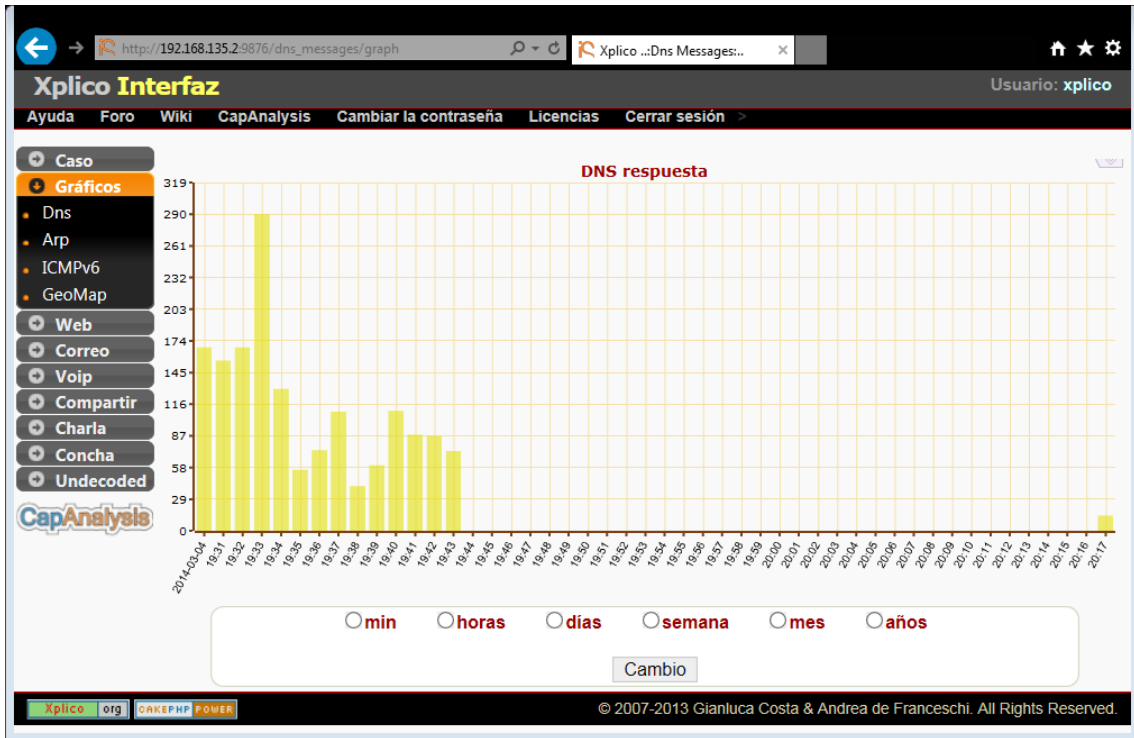 http://192.168.135.2:9876/dns_messages/graph
Xplico ..:Dns Messages:..
Xplico Interfaz
Usuario: xplico
Ayuda Foro Wiki CapAnalysis Cambiar la contraseña Licencias Cerrar sesión >
Caso
Gráficos
Dns
Arp
ICMPv6
GeoMap
Web
Correo
Voip
Compartir
Charla
Concha
Undecoded
CapAnalysis
DNS respuesta
319
290
261
232
203
174
145
116
87
58
29
0
2014-03-04 19:31 19:32 19:33 19:34 19:35 19:36 19:37 19:38 19:39 19:40 19:41 19:42 19:43 19:44 19:45 19:46 19:47 19:48 19:49 19:50 19:51 19:52 19:53 19:54 19:55 19:56 19:57 19:58 19:59 20:00 20:01 20:02 20:03 20:04 20:05 20:06 20:07 20:08 20:09 20:10 20:11 20:12 20:13 20:14 20:15 20:16 20:17
min horas días semana mes años
Cambio
Xplico org CAKEPHP POWER
© 2007-2013 Gianluca Costa & Andrea de Franceschi. All Rights Reserved.